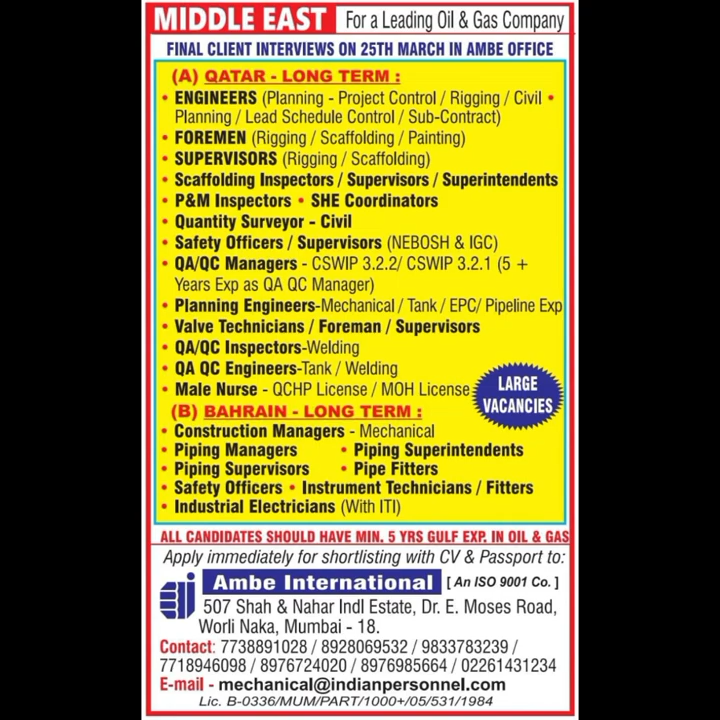 MIDDLE EAST For a Leading Oil & Gas Company
FINAL CLIENT INTERVIEWS ON 25TH MARCH IN AMBE OFFICE
(A) QATAR - LONG TERM :
• ENGINEERS (Planning - Project Control / Rigging / Civil •
Planning / Lead Schedule Control / Sub-Contract)
• FOREMEN (Rigging / Scaffolding / Painting)
• SUPERVISORS (Rigging / Scaffolding)
• Scaffolding Inspectors / Supervisors / Superintendents
• P&M Inspectors • SHE Coordinators
• Quantity Surveyor - Civil
• Safety Officers / Supervisors (NEBOSH & IGC)
• QA/QC Managers - CSWIP 3.2.2/ CSWIP 3.2.1 (5 +
Years Exp as QA QC Manager)
• Planning Engineers-Mechanical / Tank / EPC/ Pipeline Exp
• Valve Technicians / Foreman / Supervisors
• QA/QC Inspectors-Welding
• QA QC Engineers-Tank / Welding
• Male Nurse - QCHP License / MOH License
LARGE
VACANCIES
(B) BAHRAIN - LONG TERM :
• Construction Managers - Mechanical
• Piping Managers • Piping Superintendents
• Piping Supervisors • Pipe Fitters
• Safety Officers • Instrument Technicians / Fitters
• Industrial Electricians (With ITI)
ALL CANDIDATES SHOULD HAVE MIN. 5 YRS GULF EXP. IN OIL & GAS
Apply immediately for shortlisting with CV & Passport to:
Ambe International [ An ISO 9001 Co. ]
507 Shah & Nahar Indl Estate, Dr. E. Moses Road,
Worli Naka, Mumbai - 18.
Contact: 7738891028 / 8928069532 / 9833783239 /
7718946098 / 8976724020 / 8976985664 / 02261431234
E-mail - mechanical@indianpersonnel.com
Lic. B-0336/MUM/PART/1000+/05/531/1984